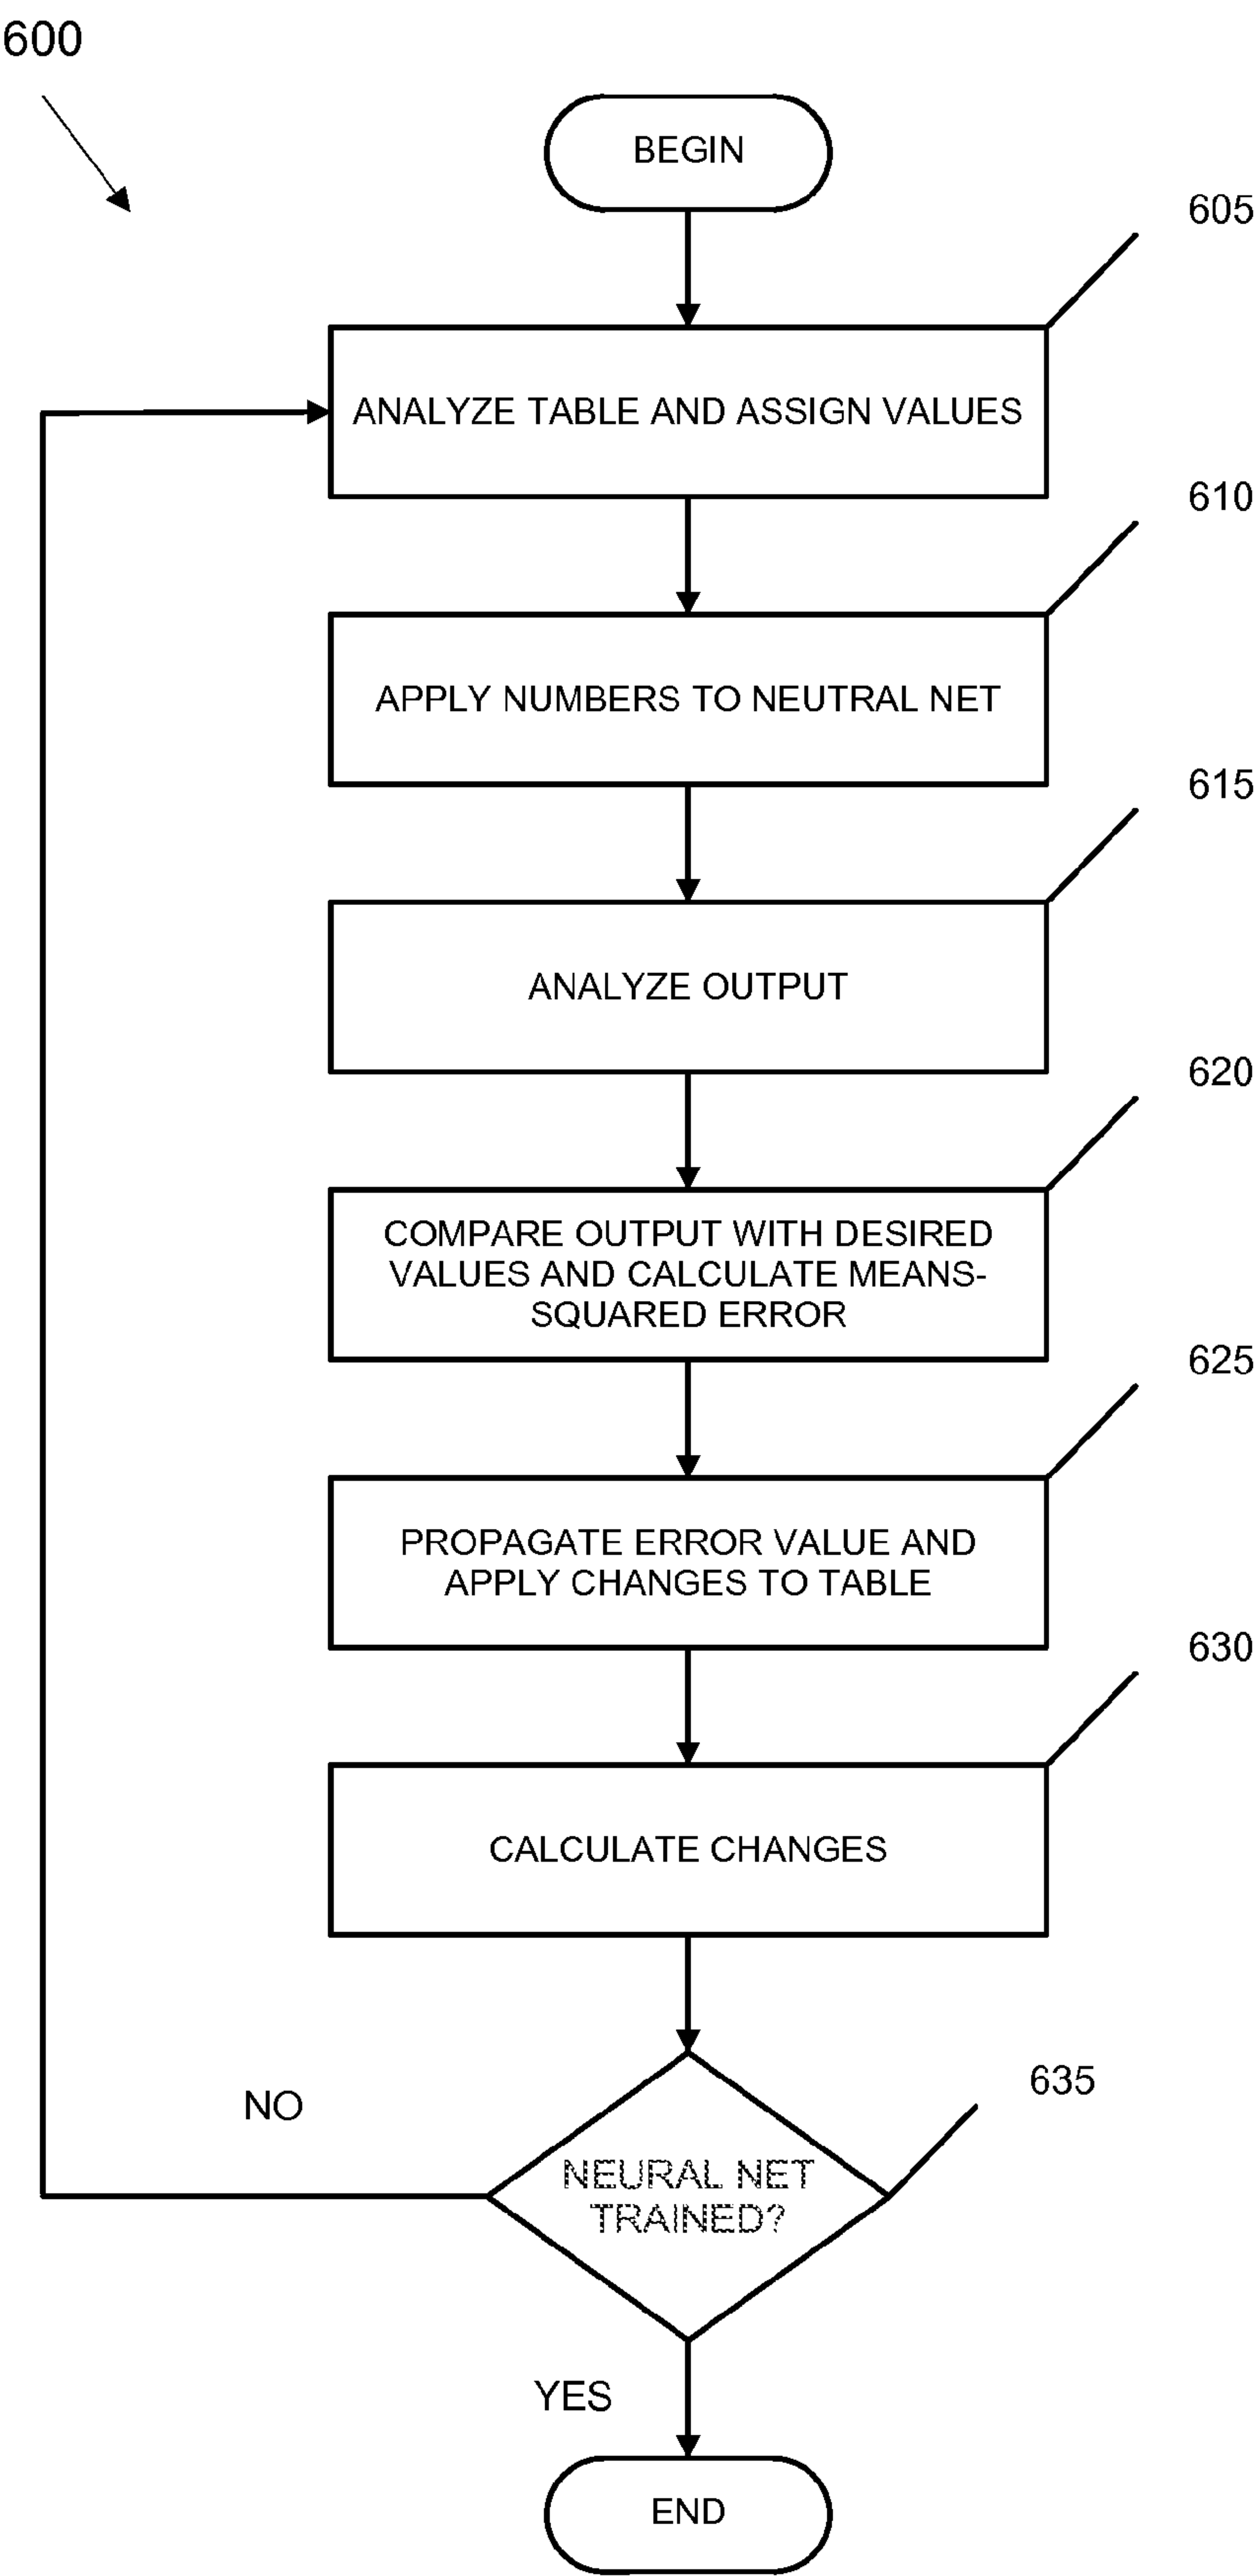 600
BEGIN
605
ANALYZE TABLE AND ASSIGN VALUES
610
APPLY NUMBERS TO NEUTRAL NET
615
ANALYZE OUTPUT
620
COMPARE OUTPUT WITH DESIRED
VALUES AND CALCULATE MEANS-
SQUARED ERROR
625
PROPAGATE ERROR VALUE AND
APPLY CHANGES TO TABLE
630
CALCULATE CHANGES
635
NO
NEURAL NET
TRAINED?
YES
END